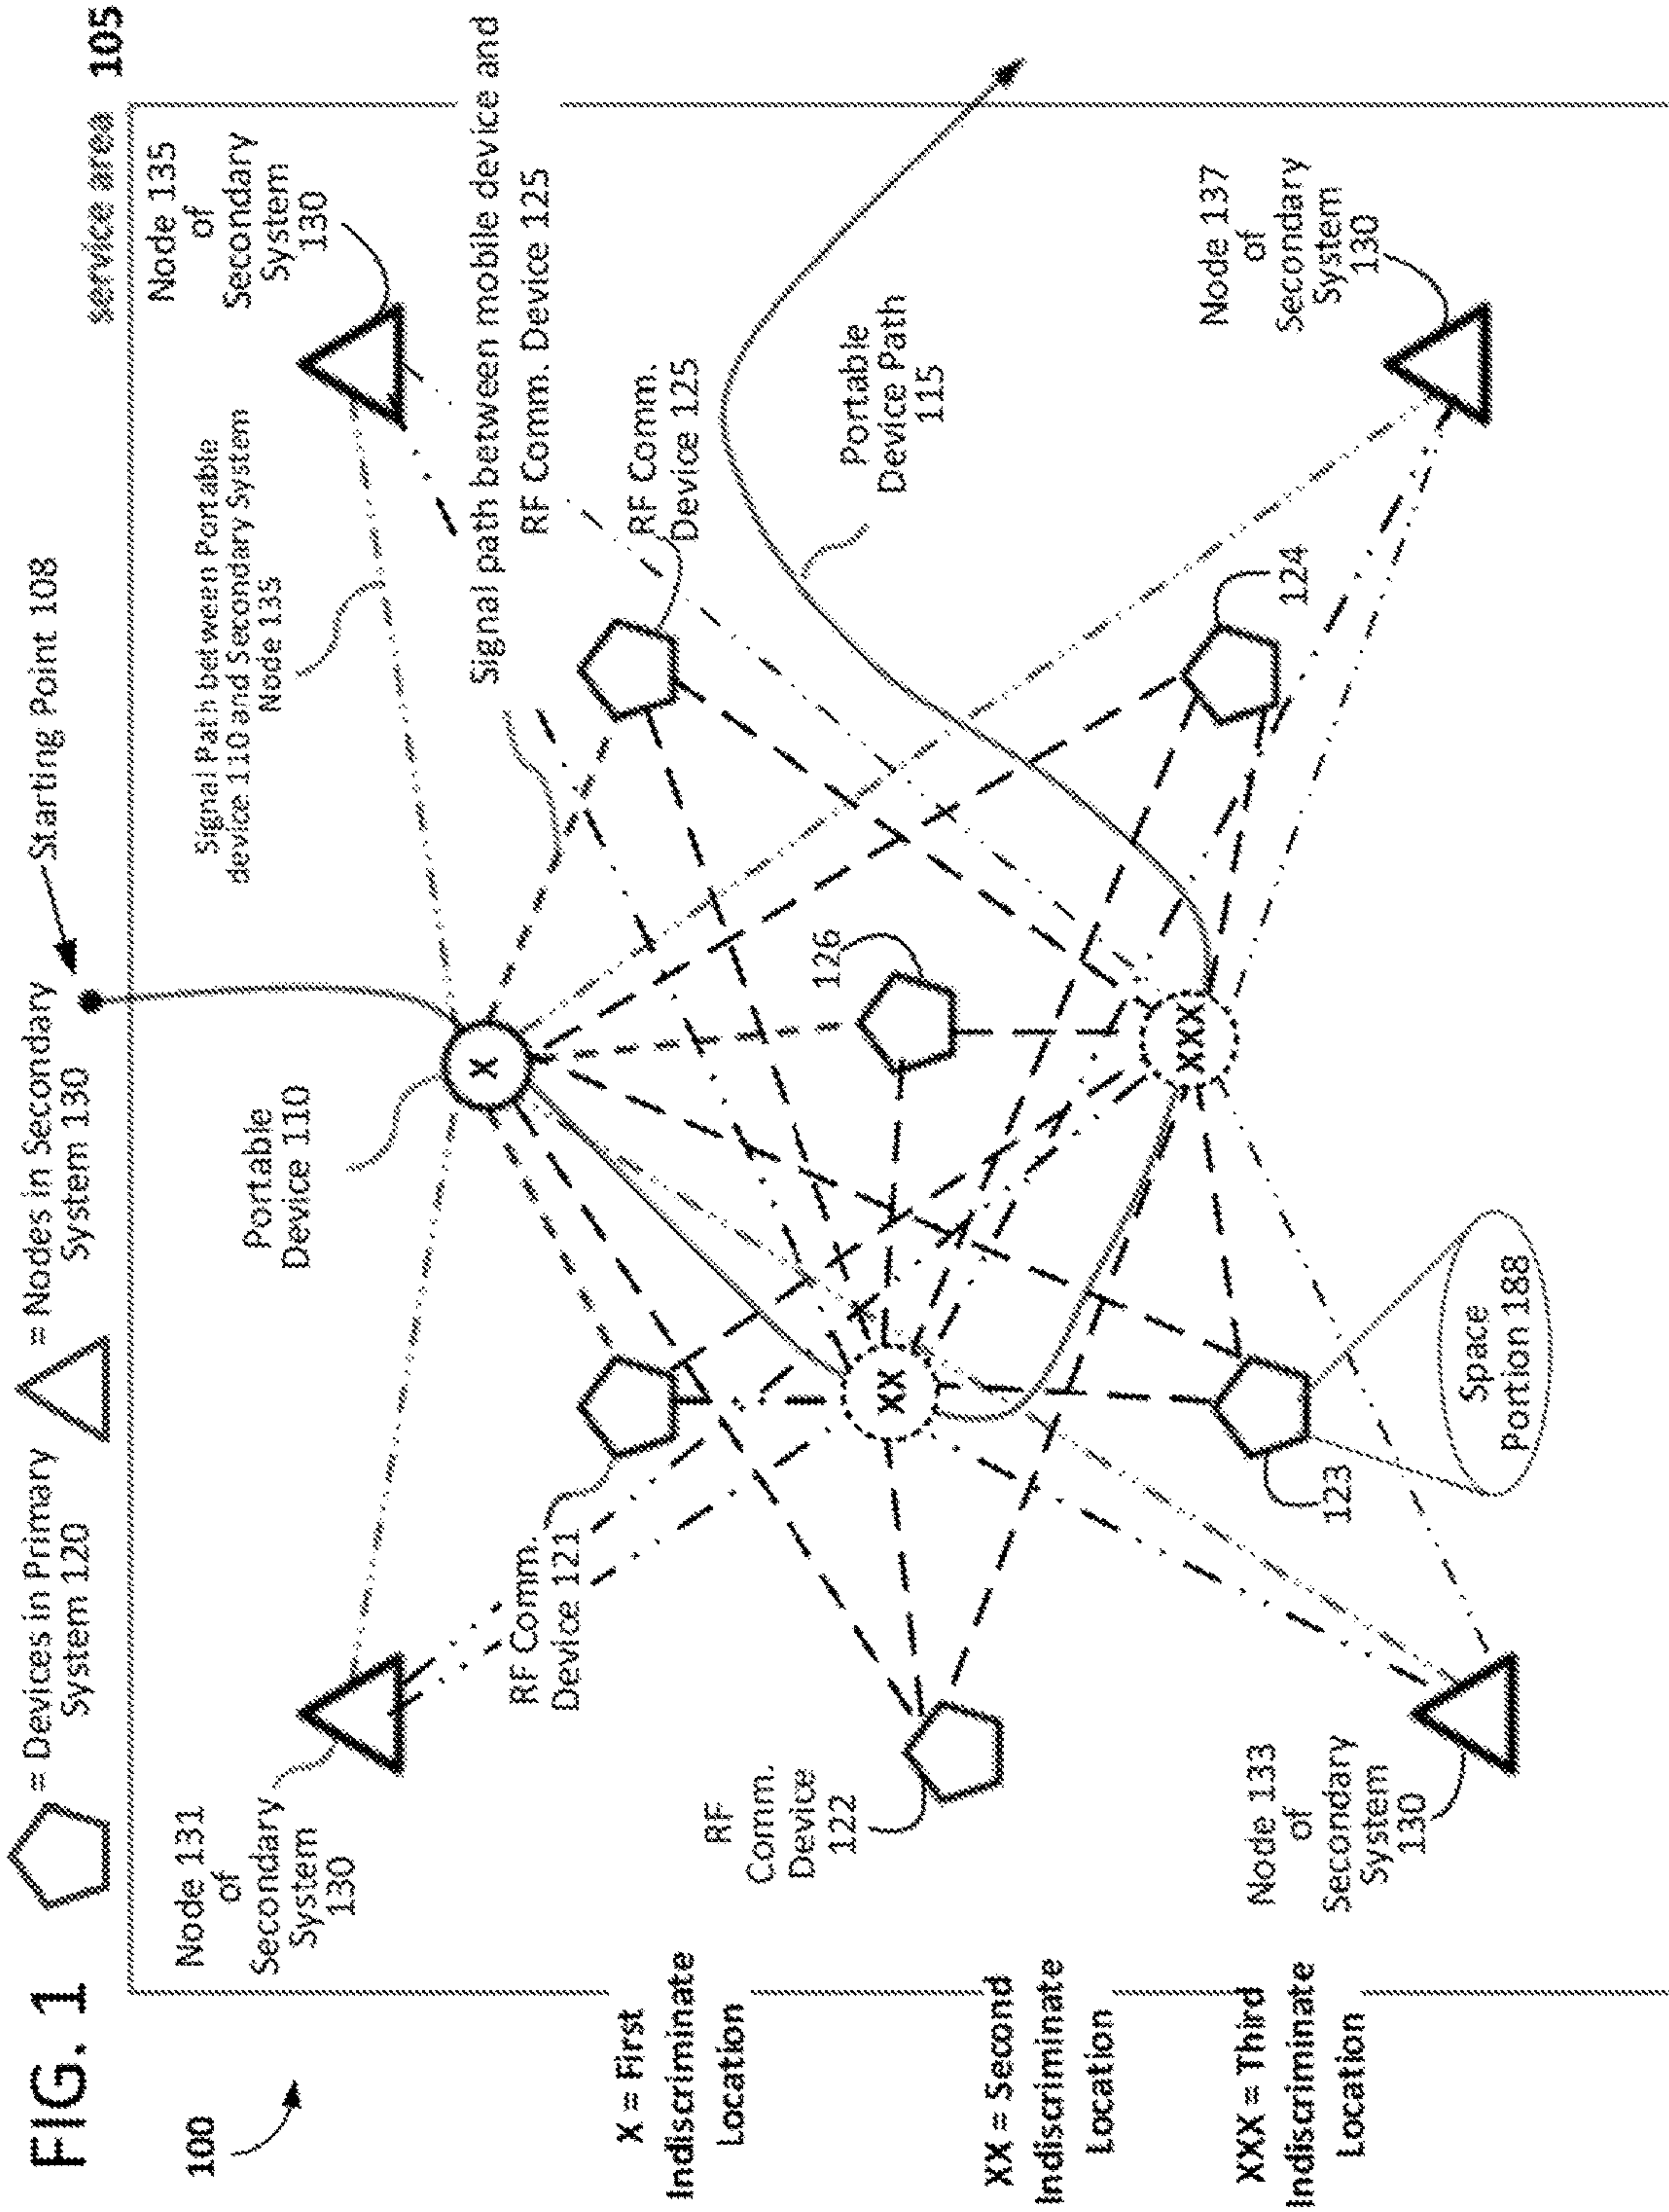 FIG. 1
= Devices in Primary
System 120
= Nodes in Secondary
System 130
Starting Point 108
service area 105
100
Node 131
of
Secondary
System
130
Portable
Device 110
Signal Path between Portable
device 110 and Secondary System
Node 135
Node 135
of
Secondary
System
130
Signal path between mobile device and
RF Comm. Device 125
RF Comm.
Device 125
RF Comm.
Device 121
X
X = First
Indiscriminate
Location
RF
Comm.
Device
122
126
Portable
Device Path
115
XX
XX = Second
Indiscriminate
Location
XXX
124
Node 137
of
Secondary
System
130
XXX = Third
Indiscriminate
Location
Node 133
of
Secondary
System
130
123
Space
Portion 188